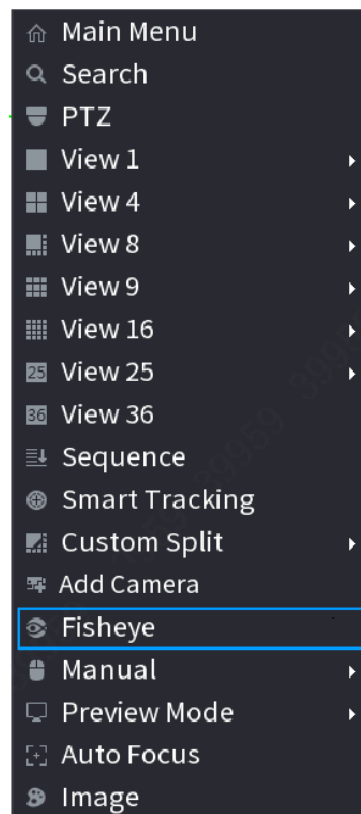 Main Menu
Search
PTZ
View 1
View 4
View 8
View 9
View 16
25 View 25
36 View 36
Sequence
Smart Tracking
Custom Split
Add Camera
Fisheye
Manual
Preview Mode
Auto Focus
Image